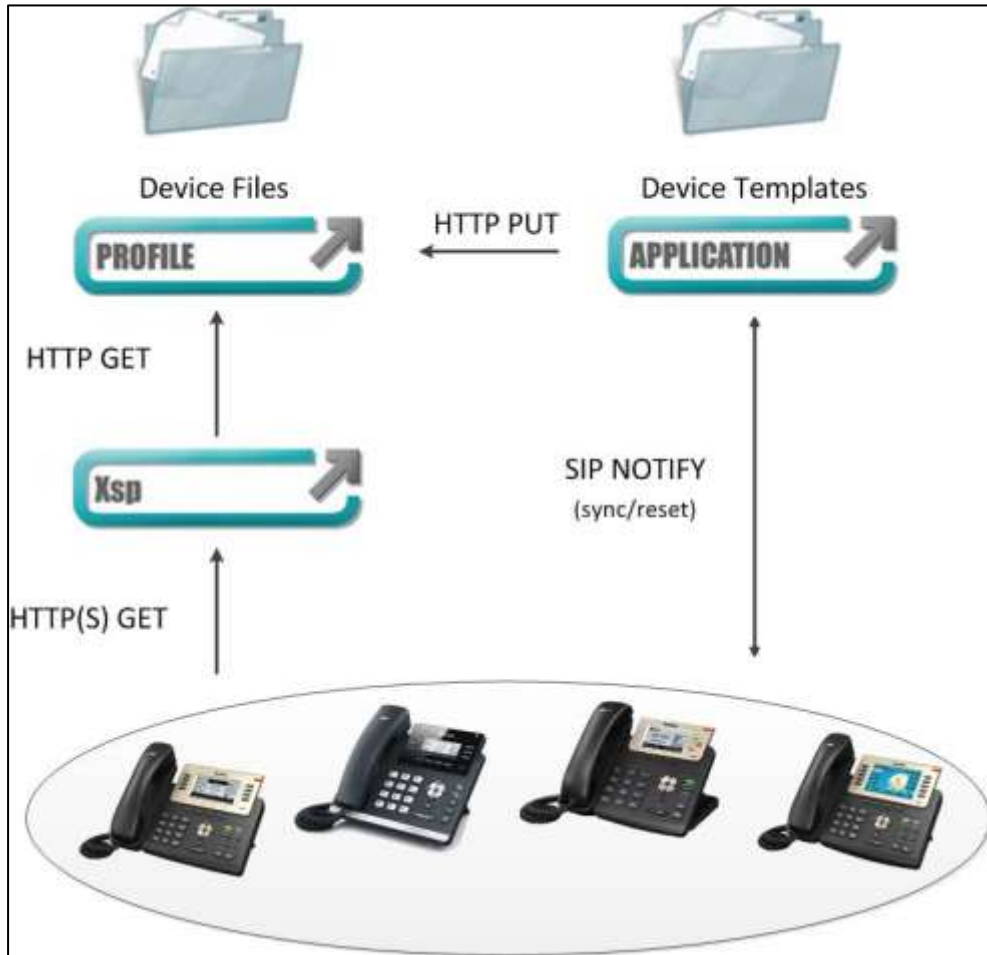 Device Files
Device Templates
PROFILE
HTTP PUT
APPLICATION
HTTP GET
Xsp
SIP NOTIFY
(sync/reset)
HTTP(S) GET